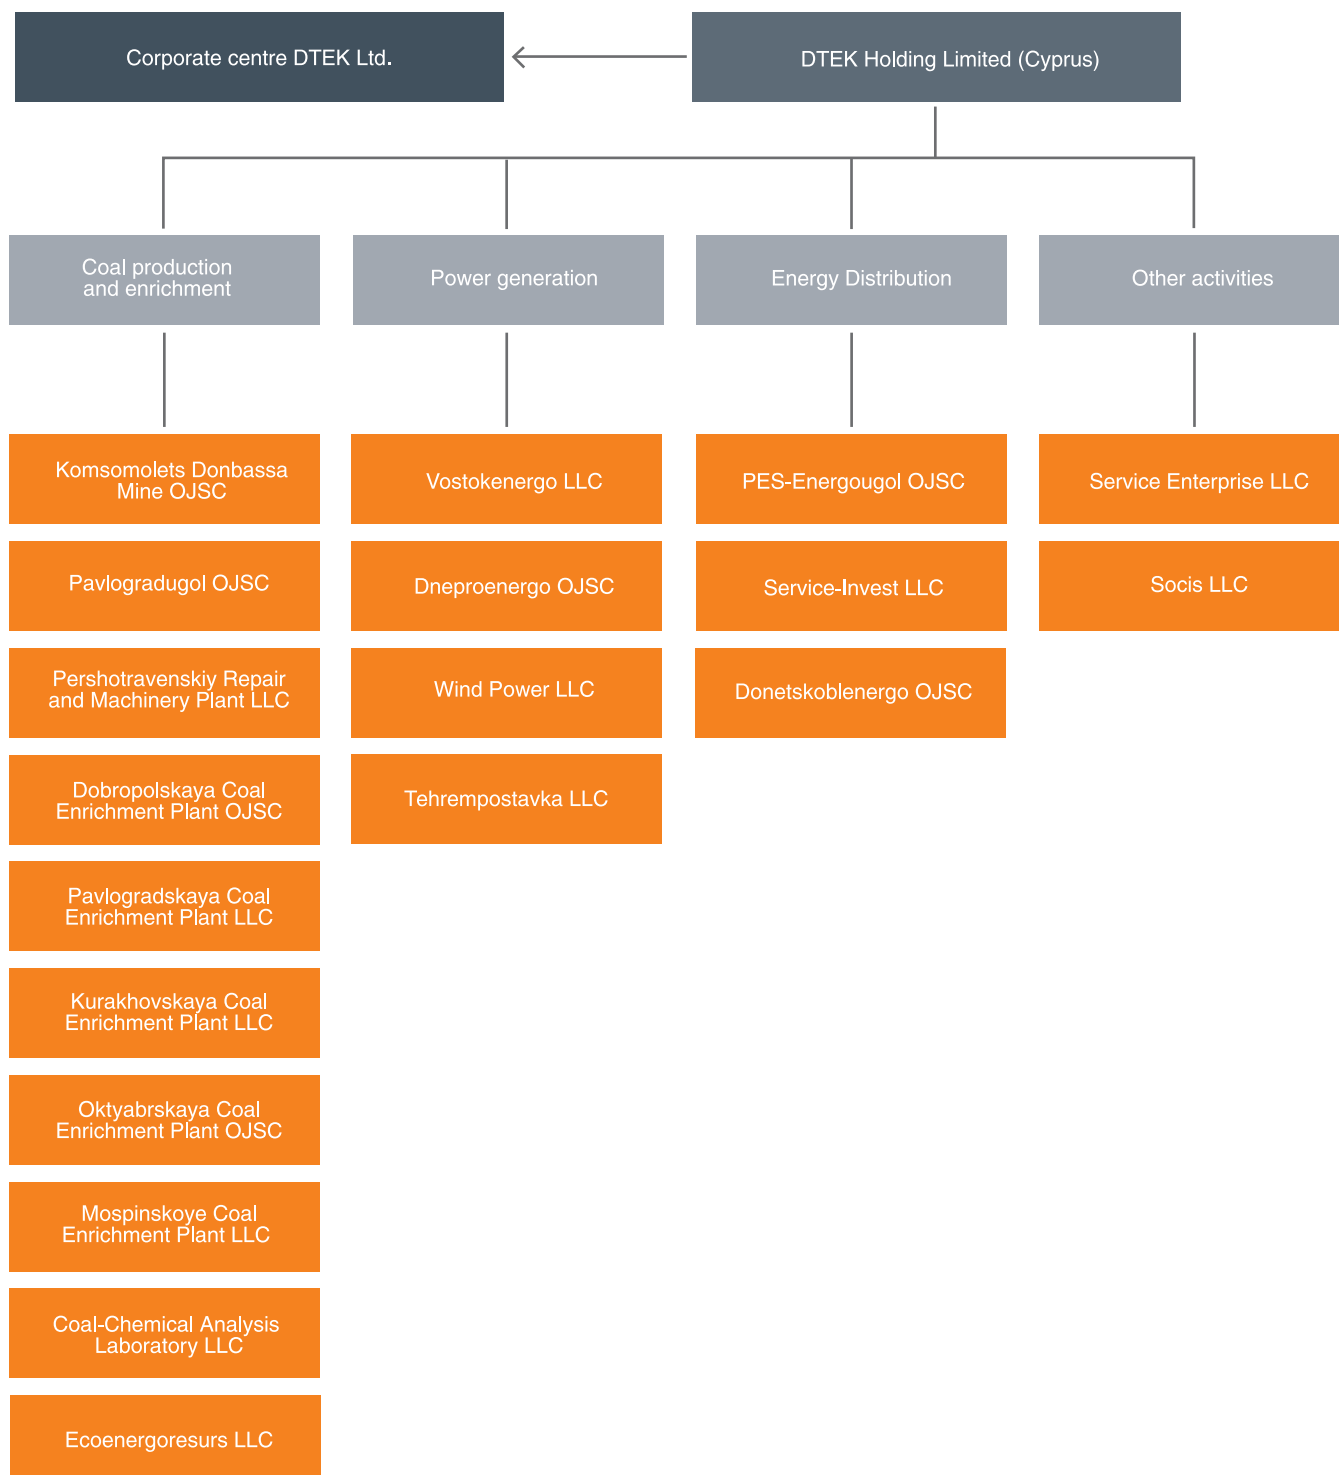 Corporate centre DTEK Ltd.
DTEK Holding Limited (Cyprus)
Coal production
and enrichment
Power generation
Energy Distribution
Other activities
Komsomolets Donbassa
Mine OJSC
Pavlogradugol OJSC
Pershotravenskiy Repair
and Machinery Plant LLC
Dobropolskaya Coal
Enrichment Plant OJSC
Pavlogradskaya Coal
Enrichment Plant LLC
Kurakhovskaya Coal
Enrichment Plant LLC
Oktyabrskaya Coal
Enrichment Plant OJSC
Mospinskoye Coal
Enrichment Plant LLC
Coal-Chemical Analysis
Laboratory LLC
Ecoenergoresurs LLC
Vostokenergo LLC
Dneproenergo OJSC
Wind Power LLC
Tehrempostavka LLC
PES-Energougol OJSC
Service-Invest LLC
Donetskoblenergo OJSC
Service Enterprise LLC
Socis LLC